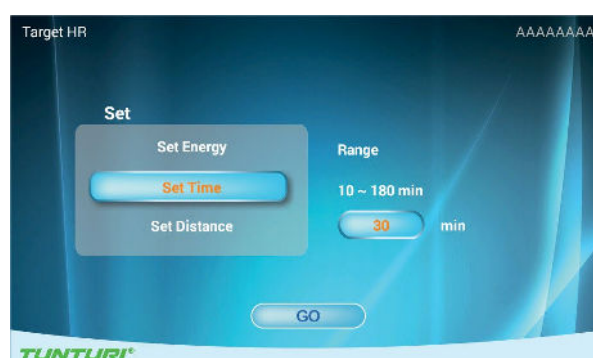 Target HR
AAAAAAAA
Set
Set Energy
Set Time
Set Distance
Range
10 ~ 180 min
30 min
GO
TUNTURI